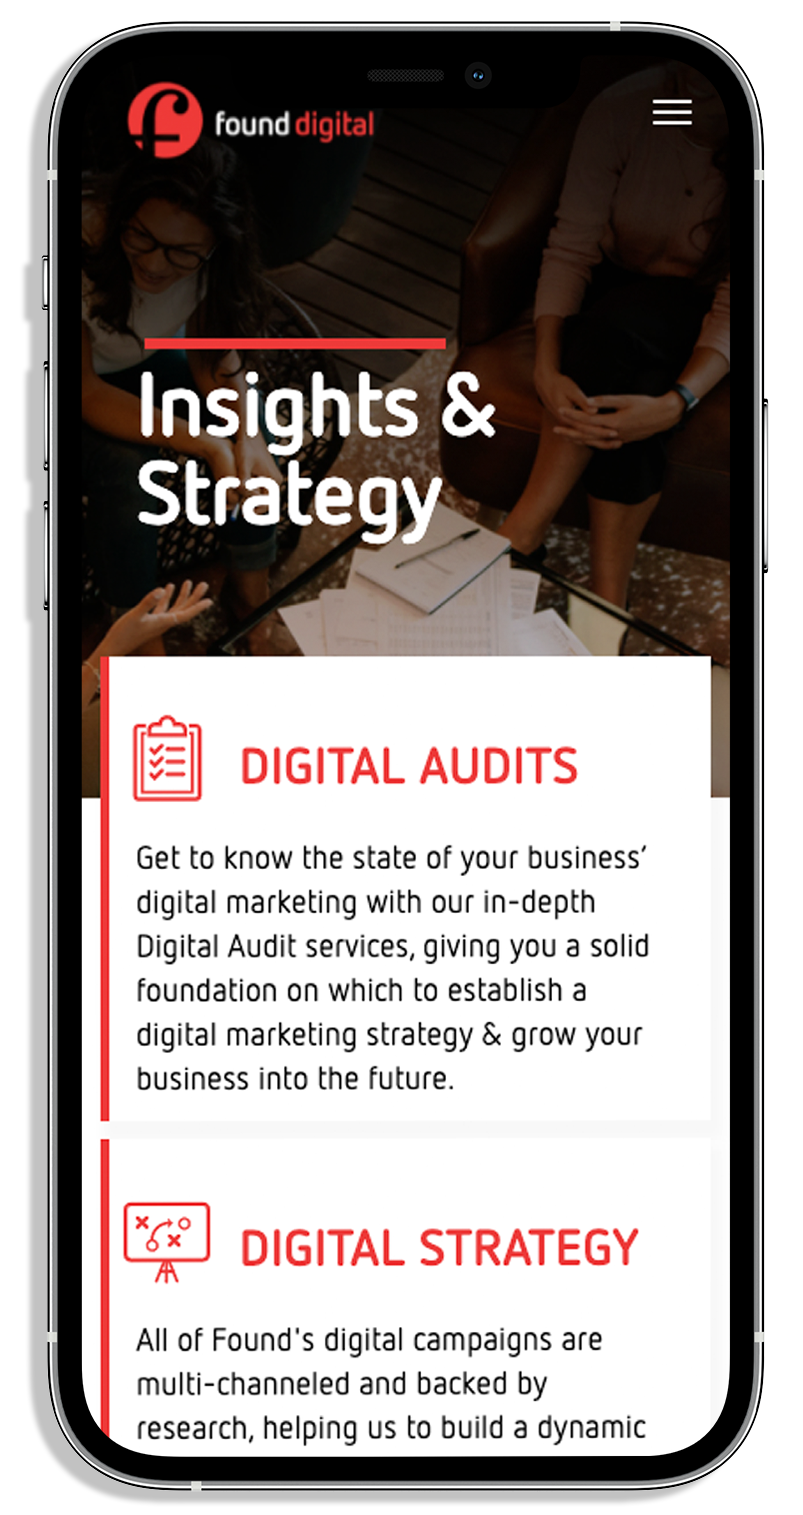 found digital
Insights &
Strategy
DIGITAL AUDITS
Get to know the state of your business’
digital marketing with our in-depth
Digital Audit services, giving you a solid
foundation on which to establish a
digital marketing strategy & grow your
business into the future.
DIGITAL STRATEGY
All of Found's digital campaigns are
multi-channeled and backed by
research, helping us to build a dynamic